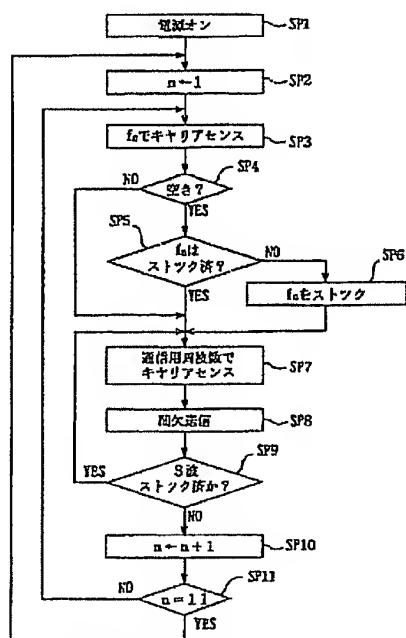 電源オン
SP1
n←1
SP2
fnでキャリアセンス
SP3
SP4
NO
空き?
YES
SP5
fnは
ストック済?
NO
SP6
YES
fnをストック
通信用周波数で
キャリアセンス
SP7
間欠送信
SP8
YES
SP9
S波
ストック済か?
NO
n←n+1
SP10
NO
SP11
n=11
YES